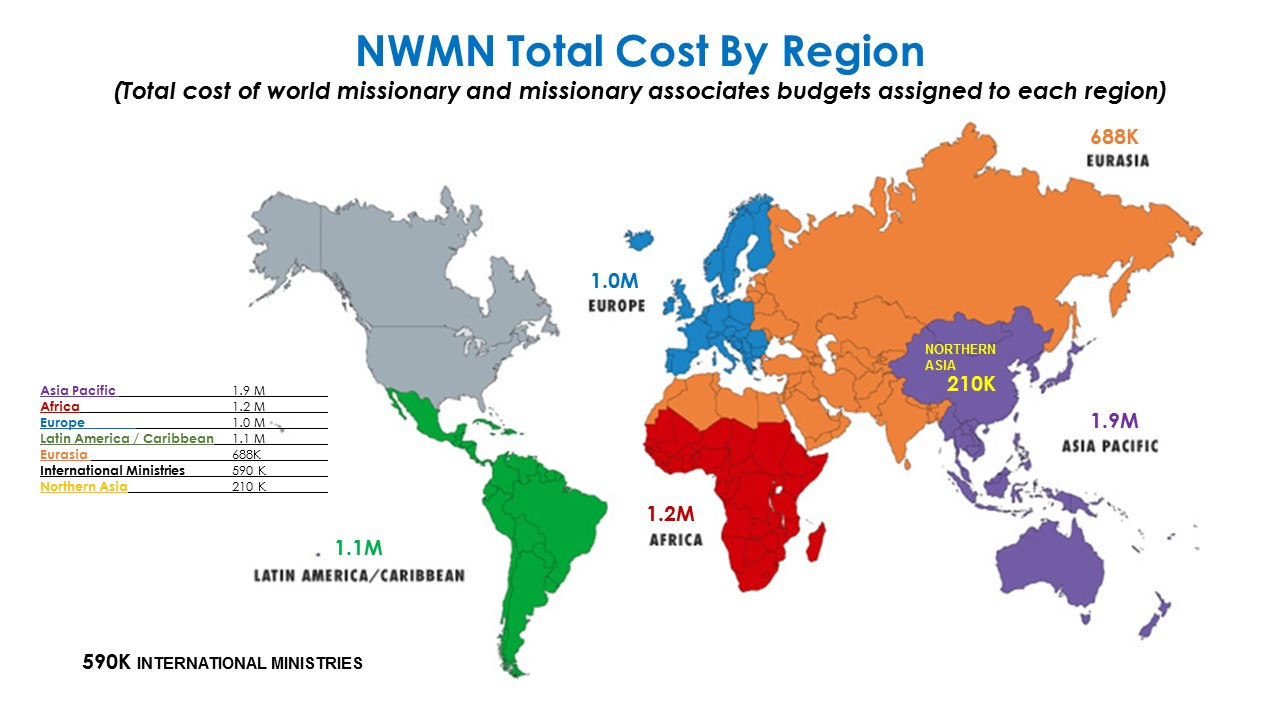 NWMN Total Cost By Region
(Total cost of world missionary and missionary associates budgets assigned to each region)
688K
EURASIA
1.0M
EUROPE
NORTHERN
ASIA
210K
Asia Pacific 1.9 M
Africa 1.2 M
Europe 1.0 M
Latin America / Caribbean 1.1 M
Eurasia 688K
International Ministries 590 K
Northern Asia 210 K
1.9M
ASIA PACIFIC
1.2M
AFRICA
1.1M
LATIN AMERICA/CARIBBEAN
590K INTERNATIONAL MINISTRIES